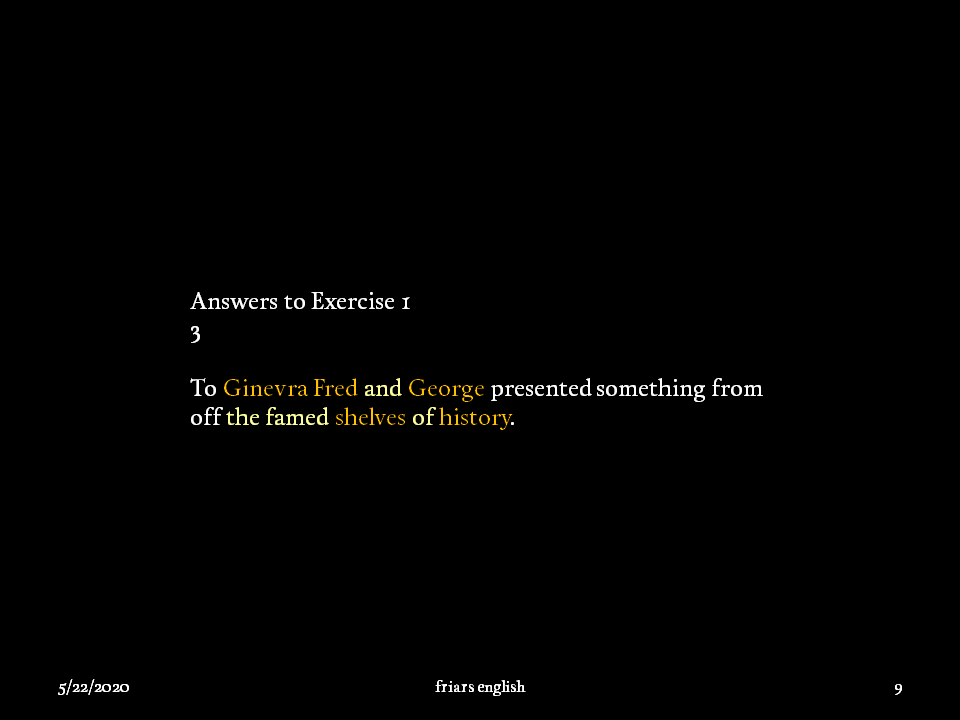 Answers to Exercise 1
3
To Ginevra Fred and George presented something from
off the famed shelves of history.
5/22/2020
friars english
9